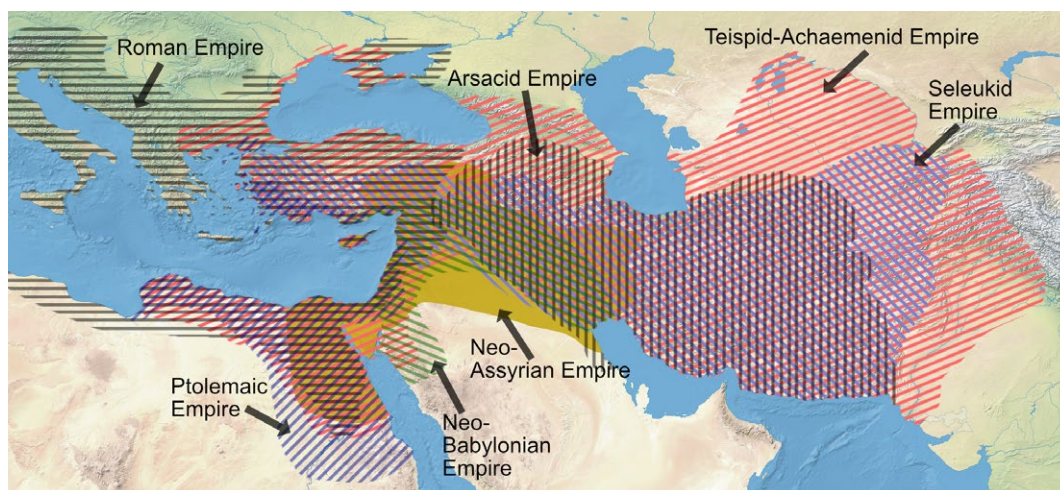 Roman Empire
Arsacid Empire
Teispid-Achaemenid Empire
Seleukid
Empire
Ptolemaic
Empire
Neo-
Babylonian
Empire
Neo-
Assyrian Empire